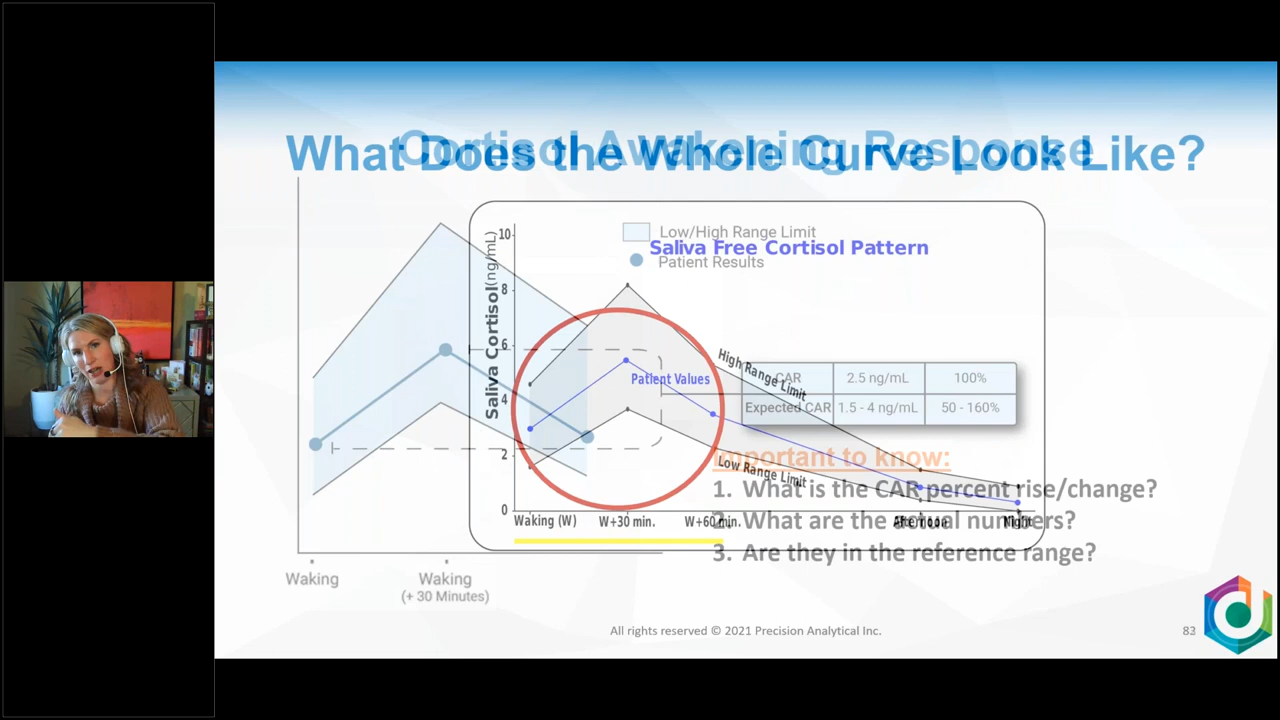 What Does the Whole Curve Look Like?
Cortisol Awakening Response
Low/High Range Limit
Patient Results
Saliva Free Cortisol Pattern
Saliva Cortisol(ng/mL)
10
8
6
4
2
0
High Range Limit
Patient Values
Low Range Limit
CAR 2.5 ng/mL 100%
Expected CAR 1.5 - 4 ng/mL 50 - 160%
Important to know:
1. What is the CAR percent rise/change?
2. What are the actual numbers?
3. Are they in the reference range?
Waking (W) W+30 min. W+60 min. Afternoon Night
Waking
Waking
(+ 30 Minutes)
All rights reserved © 2021 Precision Analytical Inc.
83